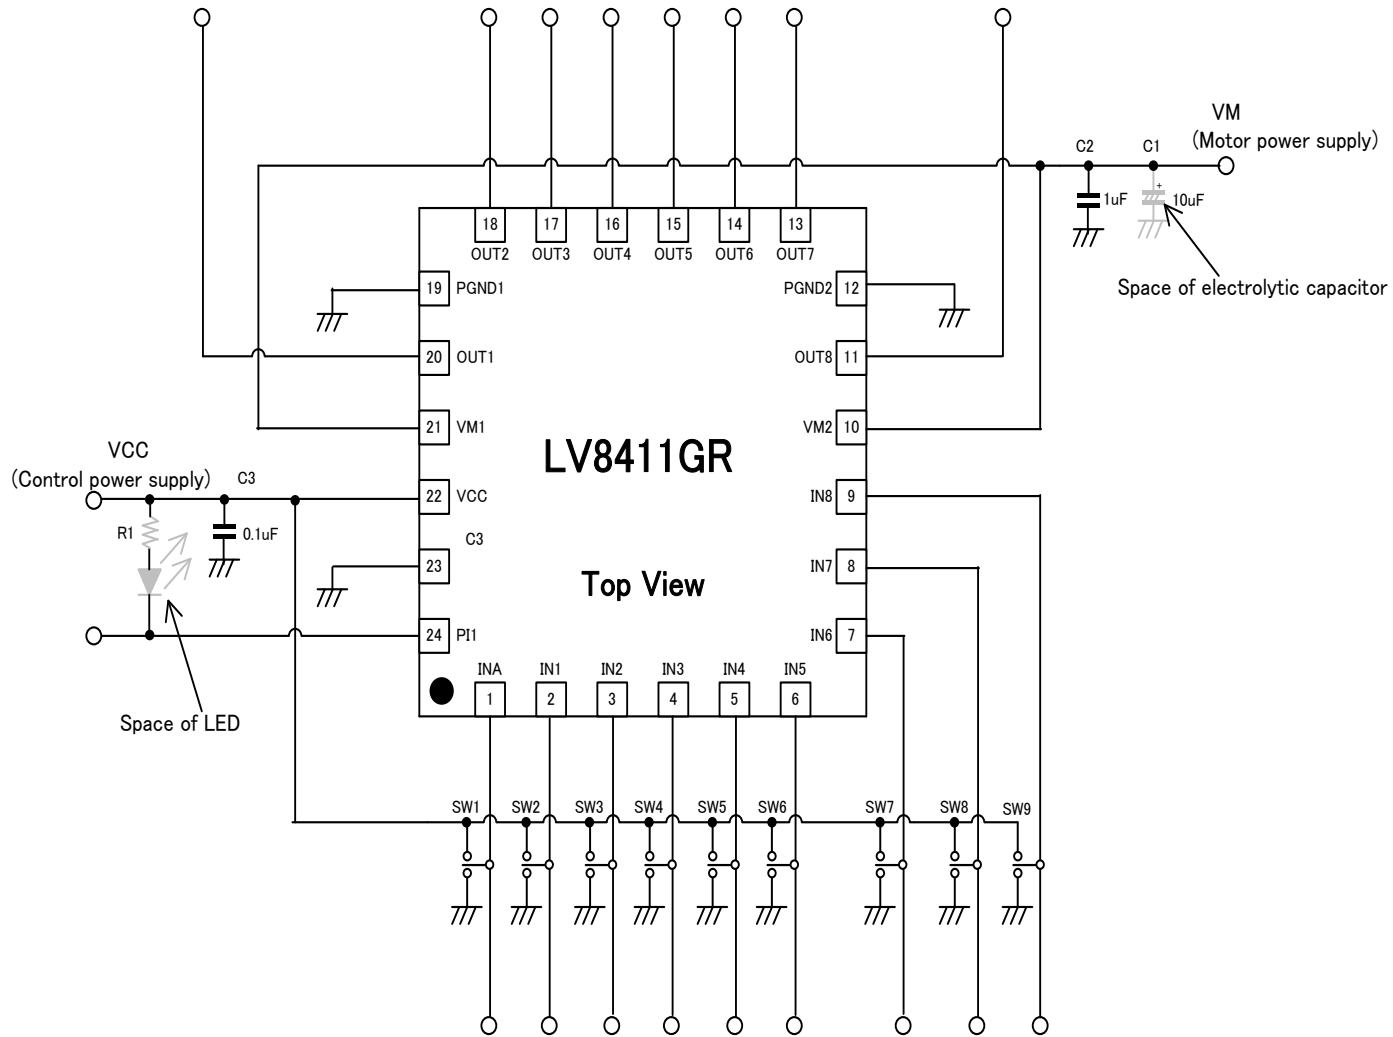 VM
(Motor power supply)
C2
C1
1uF
+
10uF
Space of electrolytic capacitor
18
17
16
15
14
13
OUT2
OUT3
OUT4
OUT5
OUT6
OUT7
19
PGND1
PGND2
12
20
OUT1
OUT8
11
21
VM1
VM2
10
LV8411GR
VCC
(Control power supply)
C3
22
VCC
IN8
9
R1
0.1uF
C3
23
IN7
8
Top View
24
PI1
IN6
7
INA
IN1
IN2
IN3
IN4
IN5
1
2
3
4
5
6
Space of LED
SW1
SW2
SW3
SW4
SW5
SW6
SW7
SW8
SW9